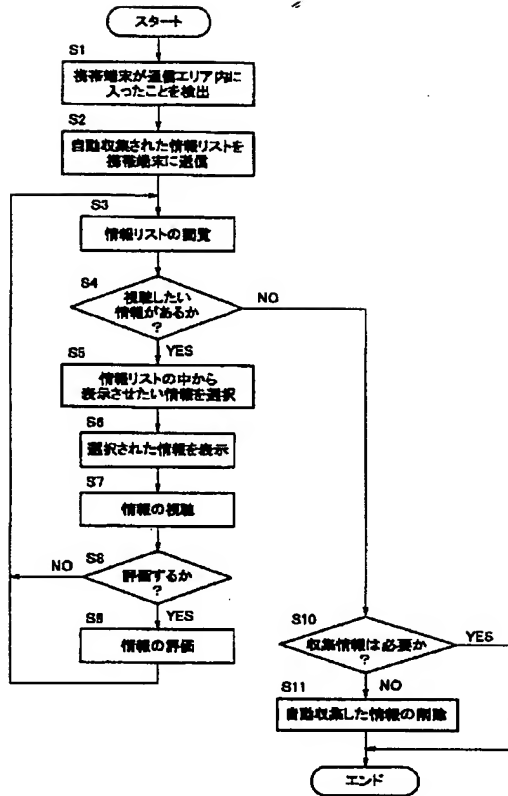 スタート
S1
携帯端末が通信エリア内に
入ったことを検出
S2
自動収集された情報リストを
携帯端末に送信
S3
情報リストの閲覧
S4
視聴したい
情報があるか
?
NO
YES
S5
情報リストの中から
表示させたい情報を選択
S6
選択された情報を表示
S7
情報の視聴
S8
評価するか
?
NO
YES
S9
情報の評価
S10
収集情報は必要か
?
YES
NO
S11
自動収集した情報の削除
エンド